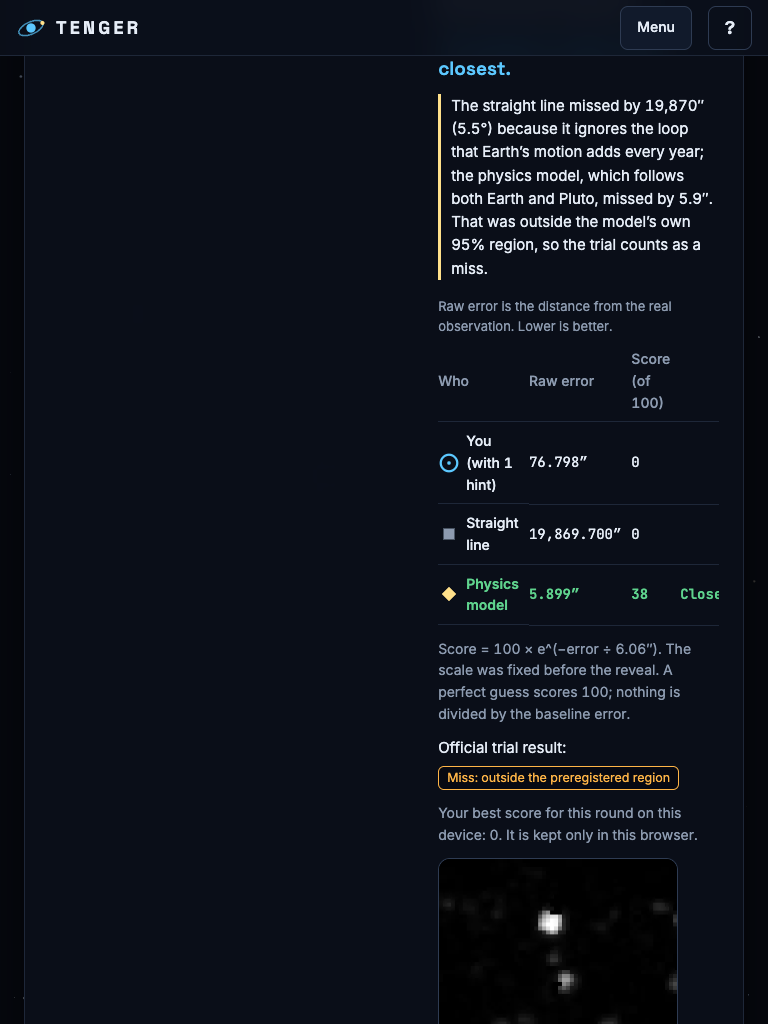 TENGER
Menu
?
closest.
The straight line missed by 19,870″
(5.5°) because it ignores the loop
that Earth’s motion adds every year;
the physics model, which follows
both Earth and Pluto, missed by 5.9″.
That was outside the model’s own
95% region, so the trial counts as a
miss.
Raw error is the distance from the real
observation. Lower is better.
Who Raw error Score (of 100)
You (with 1 hint) 76.798″ 0
Straight line 19,869.700″ 0
Physics model 5.899″ 38 Close
Score = 100 × e^(−error ÷ 6.06″). The
scale was fixed before the reveal. A
perfect guess scores 100; nothing is
divided by the baseline error.
Official trial result:
Miss: outside the preregistered region
Your best score for this round on this
device: 0. It is kept only in this browser.